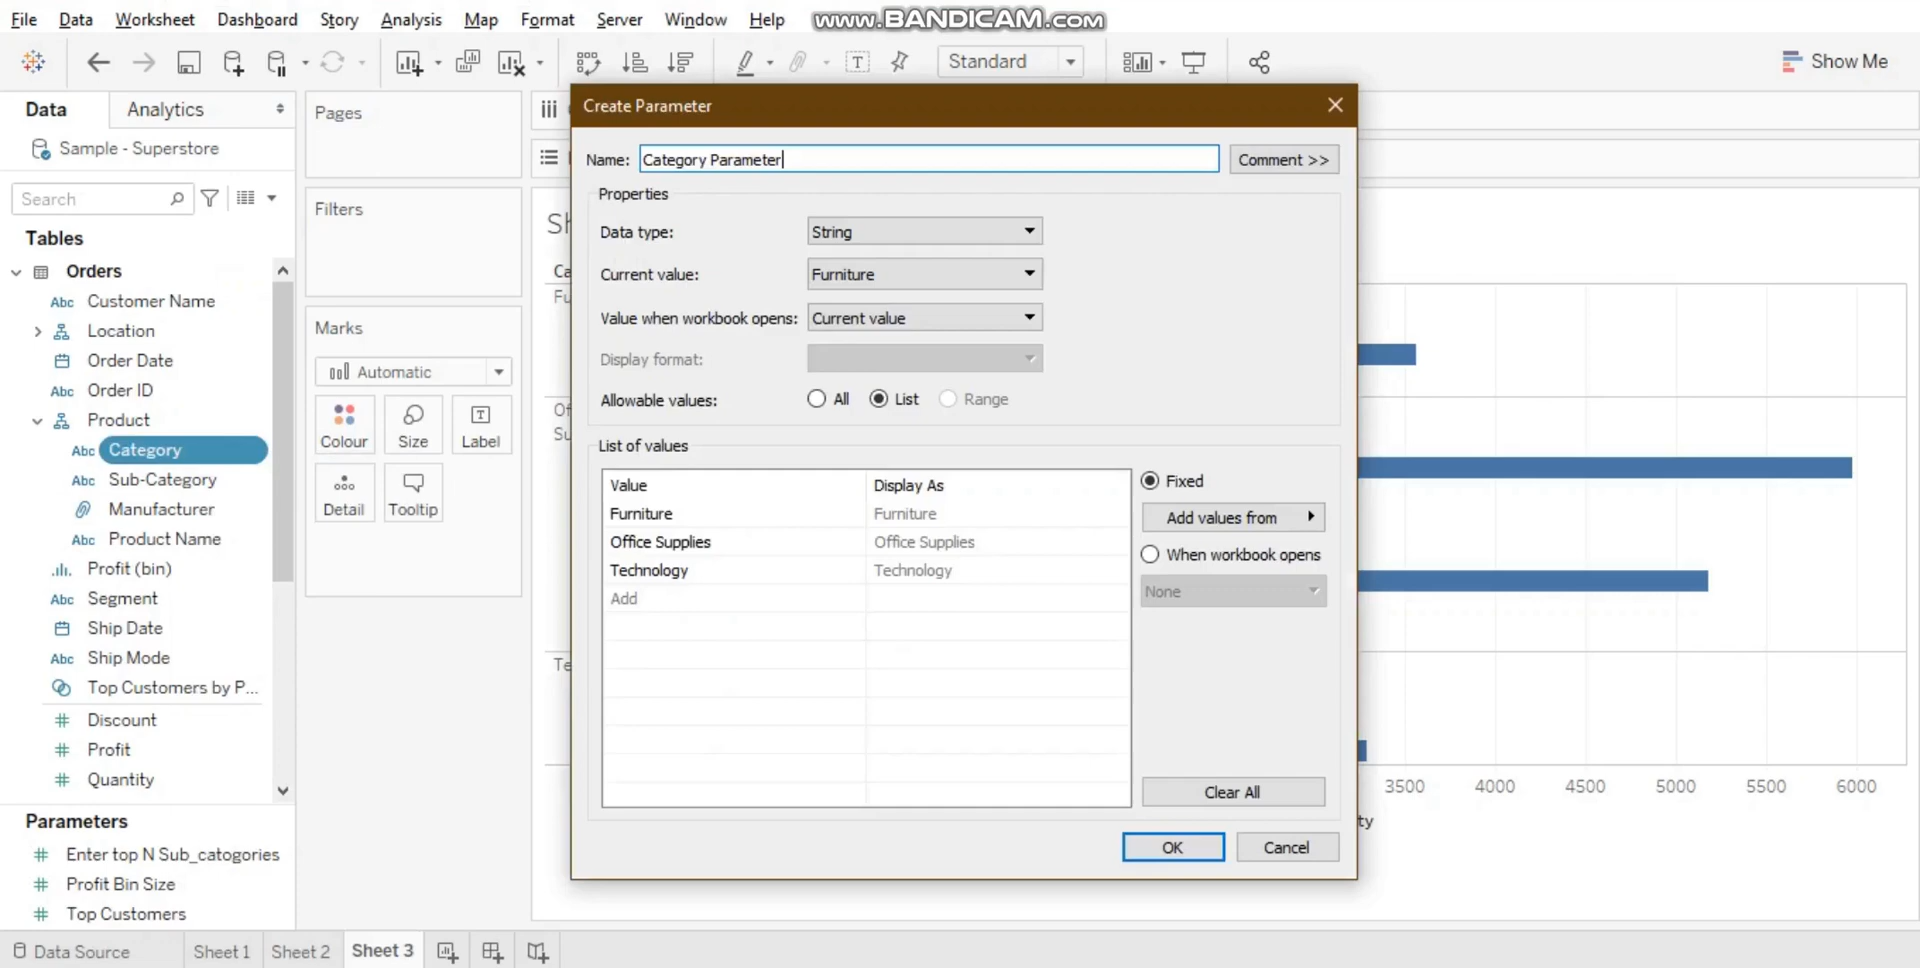 File Data Worksheet Dashboard Story Analysis Map Format Server Window Help www.BANDICAM.com
Standard Show Me
Data Analytics Pages
Sample - Superstore
Search
Tables
Orders
Customer Name
Location
Order Date
Order ID
Product
Category
Sub-Category
Manufacturer
Product Name
Profit (bin)
Segment
Ship Date
Ship Mode
Top Customers by P...
Discount
Profit
Quantity
Parameters
Enter top N Sub_catogories
Profit Bin Size
Top Customers
Filters
Marks
Automatic
Colour Size Label
Detail Tooltip
Create Parameter
Name: Category Parameter Comment >>
Properties
Data type: String
Current value: Furniture
Value when workbook opens: Current value
Display format:
Allowable values: All List Range
List of values
Value Display As
Furniture Furniture
Office Supplies Office Supplies
Technology Technology
Add
Fixed
Add values from
When workbook opens
None
Clear All
OK Cancel
3500 4000 4500 5000 5500 6000
Data Source Sheet 1 Sheet 2 Sheet 3